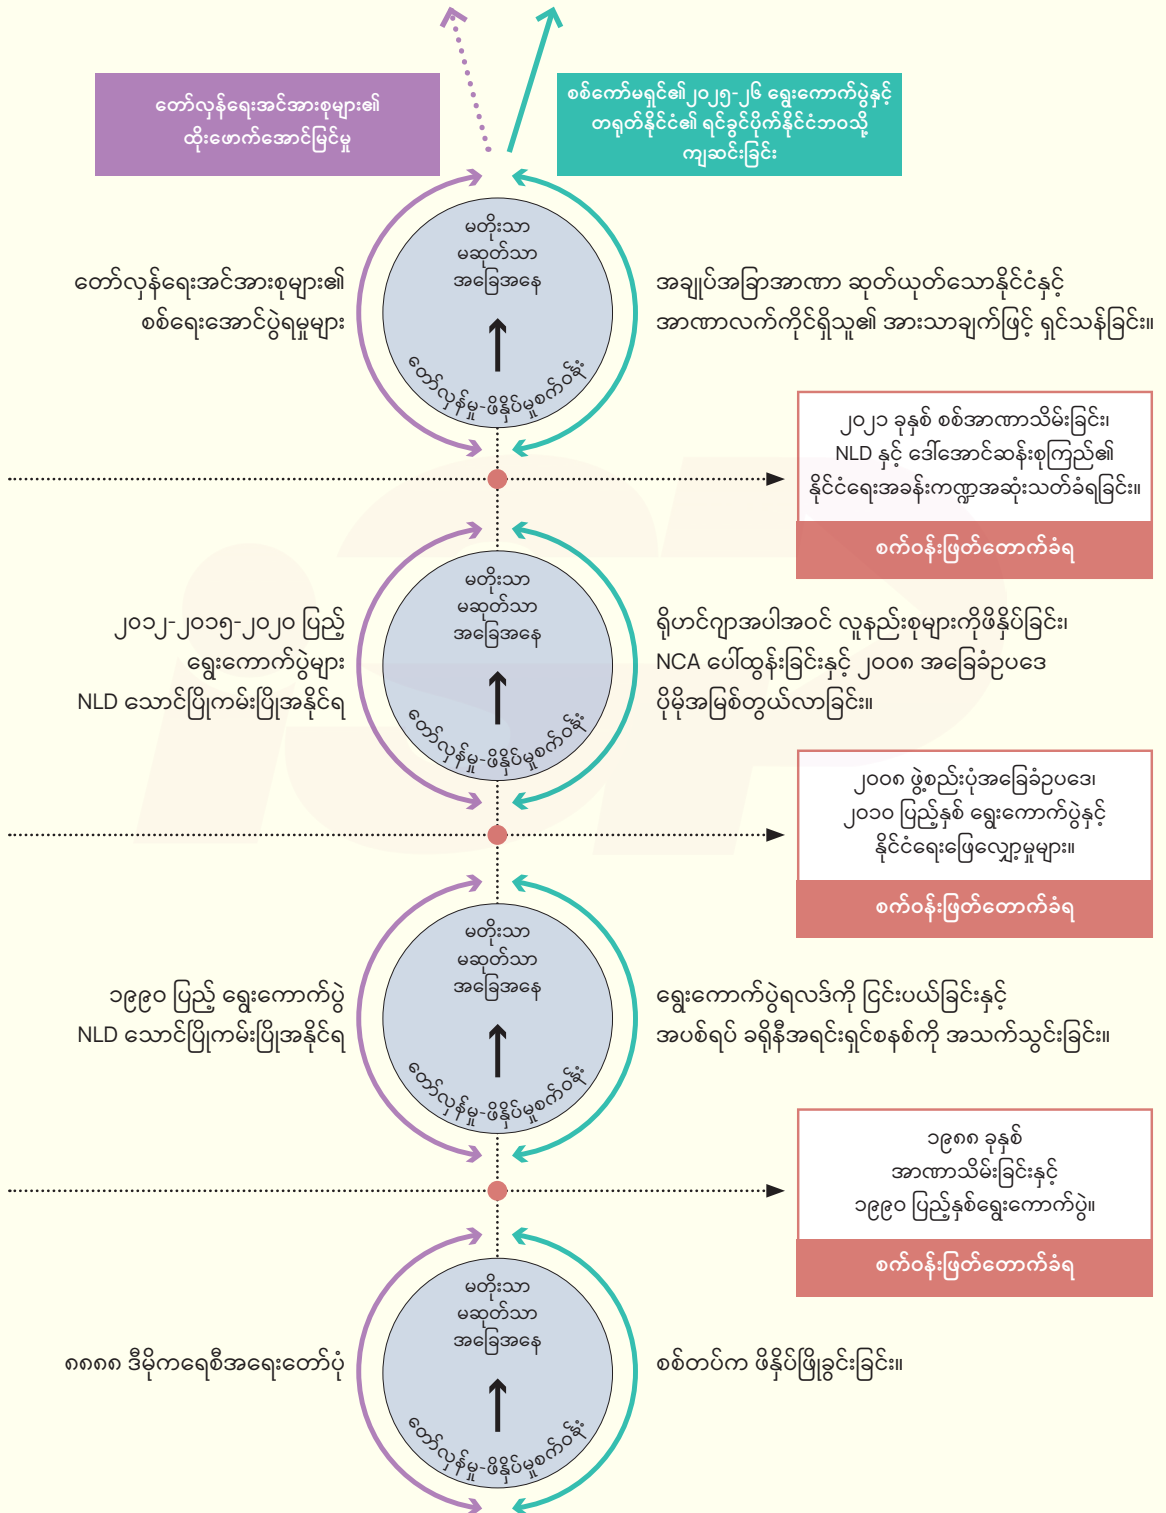 တော်လှန်ရေးအင်အားစုများ၏
ထိုးဖောက်အောင်မြင်မှု
စစ်ကော်မရှင်၏၂၀၂၅-၂၆ ရွေးကောက်ပွဲနှင့်
တရုတ်နိုင်ငံ၏ ရင်ခွင်ပိုက်နိုင်ငံဘဝသို့
ကျဆင်းခြင်း
မတိုးသာ
မဆုတ်သာ
အခြေအနေ
တော်လှန်မှု-ဖိနှိပ်မှုစက်ဝန်း
တော်လှန်ရေးအင်အားစုများ၏
စစ်ရေးအောင်ပွဲရမှုများ
အချုပ်အခြာအာဏာ ဆုတ်ယုတ်သောနိုင်ငံနှင့်
အာဏာလက်ကိုင်ရှိသူ၏ အားသာချက်ဖြင့် ရှင်သန်ခြင်း။
၂၀၂၁ ခုနှစ် စစ်အာဏာသိမ်းခြင်း၊
NLD နှင့် ဒေါ်အောင်ဆန်းစုကြည်၏
နိုင်ငံရေးအခန်းကဏ္ဍအဆုံးသတ်ခံရခြင်း။
စက်ဝန်းဖြတ်တောက်ခံရ
မတိုးသာ
မဆုတ်သာ
အခြေအနေ
တော်လှန်မှု-ဖိနှိပ်မှုစက်ဝန်း
၂၀၁၂-၂၀၁၅-၂၀၂၀ ပြည့်
ရွေးကောက်ပွဲများ
NLD သောင်ပြိုကမ်းပြိုအနိုင်ရ
ရိုဟင်ဂျာအပါအဝင် လူနည်းစုများကိုဖိနှိပ်ခြင်း၊
NCA ပေါ်ထွန်းခြင်းနှင့် ၂၀၀၈ အခြေခံဥပဒေ
ပိုမိုအမြစ်တွယ်လာခြင်း။
၂၀၀၈ ဖွဲ့စည်းပုံအခြေခံဥပဒေ၊
၂၀၁၀ ပြည့်နှစ် ရွေးကောက်ပွဲနှင့်
နိုင်ငံရေးဖြေလျှော့မှုများ။
စက်ဝန်းဖြတ်တောက်ခံရ
မတိုးသာ
မဆုတ်သာ
အခြေအနေ
တော်လှန်မှု-ဖိနှိပ်မှုစက်ဝန်း
၁၉၉၀ ပြည့် ရွေးကောက်ပွဲ
NLD သောင်ပြိုကမ်းပြိုအနိုင်ရ
ရွေးကောက်ပွဲရလဒ်ကို ငြင်းပယ်ခြင်းနှင့်
အပစ်ရပ် ခရိုနီအရင်းရှင်စနစ်ကို အသက်သွင်းခြင်း။
၁၉၈၈ ခုနှစ်
အာဏာသိမ်းခြင်းနှင့်
၁၉၉၀ ပြည့်နှစ်ရွေးကောက်ပွဲ။
စက်ဝန်းဖြတ်တောက်ခံရ
မတိုးသာ
မဆုတ်သာ
အခြေအနေ
တော်လှန်မှု-ဖိနှိပ်မှုစက်ဝန်း
၈၈၈၈ ဒီမိုကရေစီအရေးတော်ပုံ
စစ်တပ်က ဖိနှိပ်ဖြိုခွင်းခြင်း။
iSP